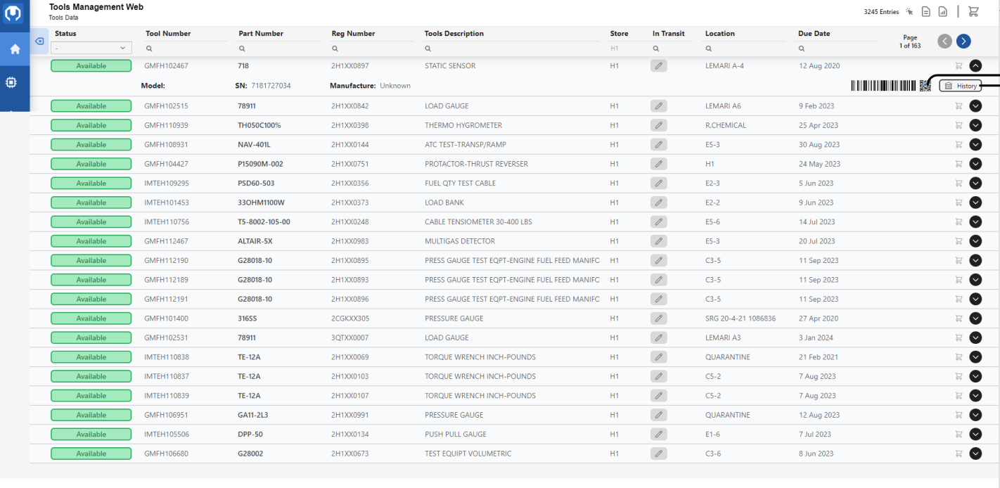 Tools Management Web
Tools Data
3245 Entries
Status Tool Number Part Number Reg Number Tools Description Store In Transit Location Due Date Page
- H1 1 of 163
Available GMFH102467 718 2H1XX0897 STATIC SENSOR H1 LEMARI A-4 12 Aug 2020
Model: SN: 7181727034 Manufacture: Unknown History
Available GMFH102515 78911 2H1XX0842 LOAD GAUGE H1 LEMARI A6 9 Feb 2023
Available GMFH110939 TH050C100% 2H1XX0398 THERMO HYGROMETER H1 R.CHEMICAL 25 Apr 2023
Available GMFH108931 NAV-401L 2H1XX0144 ATC TEST-TRANSP/RAMP H1 E5-3 30 Aug 2023
Available GMFH104427 P15090M-002 2H1XX0751 PROTACTOR-THRUST REVERSER H1 H1 24 May 2023
Available IMTEH109295 PSD60-503 2H1XX0356 FUEL QTY TEST CABLE H1 E2-3 5 Jun 2023
Available IMTEH101453 33OHM1100W 2H1XX0373 LOAD BANK H1 E2-2 9 Jun 2023
Available IMTEH110756 T5-8002-105-00 2H1XX0248 CABLE TENSIOMETER 30-400 LBS H1 E5-6 14 Jul 2023
Available GMFH112467 ALTAIR-5X 2H1XX0983 MULTIGAS DETECTOR H1 E5-3 20 Jul 2023
Available GMFH112190 G28018-10 2H1XX0895 PRESS GAUGE TEST EQPT-ENGINE FUEL FEED MANIFC H1 C3-5 11 Sep 2023
Available GMFH112189 G28018-10 2H1XX0893 PRESS GAUGE TEST EQPT-ENGINE FUEL FEED MANIFC H1 C3-5 11 Sep 2023
Available GMFH112191 G28018-10 2H1XX0896 PRESS GAUGE TEST EQPT-ENGINE FUEL FEED MANIFC H1 C3-5 11 Sep 2023
Available GMFH101400 316SS 2CGKXX305 PRESSURE GAUGE H1 SRG 20-4-21 1086836 27 Apr 2020
Available GMFH102531 78911 3QTXX0007 LOAD GAUGE H1 LEMARI A3 3 Jan 2024
Available IMTEH110838 TE-12A 2H1XX0069 TORQUE WRENCH INCH-POUNDS H1 QUARANTINE 21 Feb 2021
Available IMTEH110837 TE-12A 2H1XX0103 TORQUE WRENCH INCH-POUNDS H1 C5-2 7 Aug 2023
Available IMTEH110839 TE-12A 2H1XX0107 TORQUE WRENCH INCH-POUNDS H1 C5-2 7 Aug 2023
Available GMFH106951 GA11-2L3 2H1XX0991 PRESSURE GAUGE H1 QUARANTINE 12 Aug 2023
Available IMTEH105506 DPP-50 2H1XX0134 PUSH PULL GAUGE H1 E1-6 7 Jul 2023
Available GMFH106680 G28002 2H1XX0673 TEST EQUIPT VOLUMETRIC H1 C3-6 8 Jun 2023